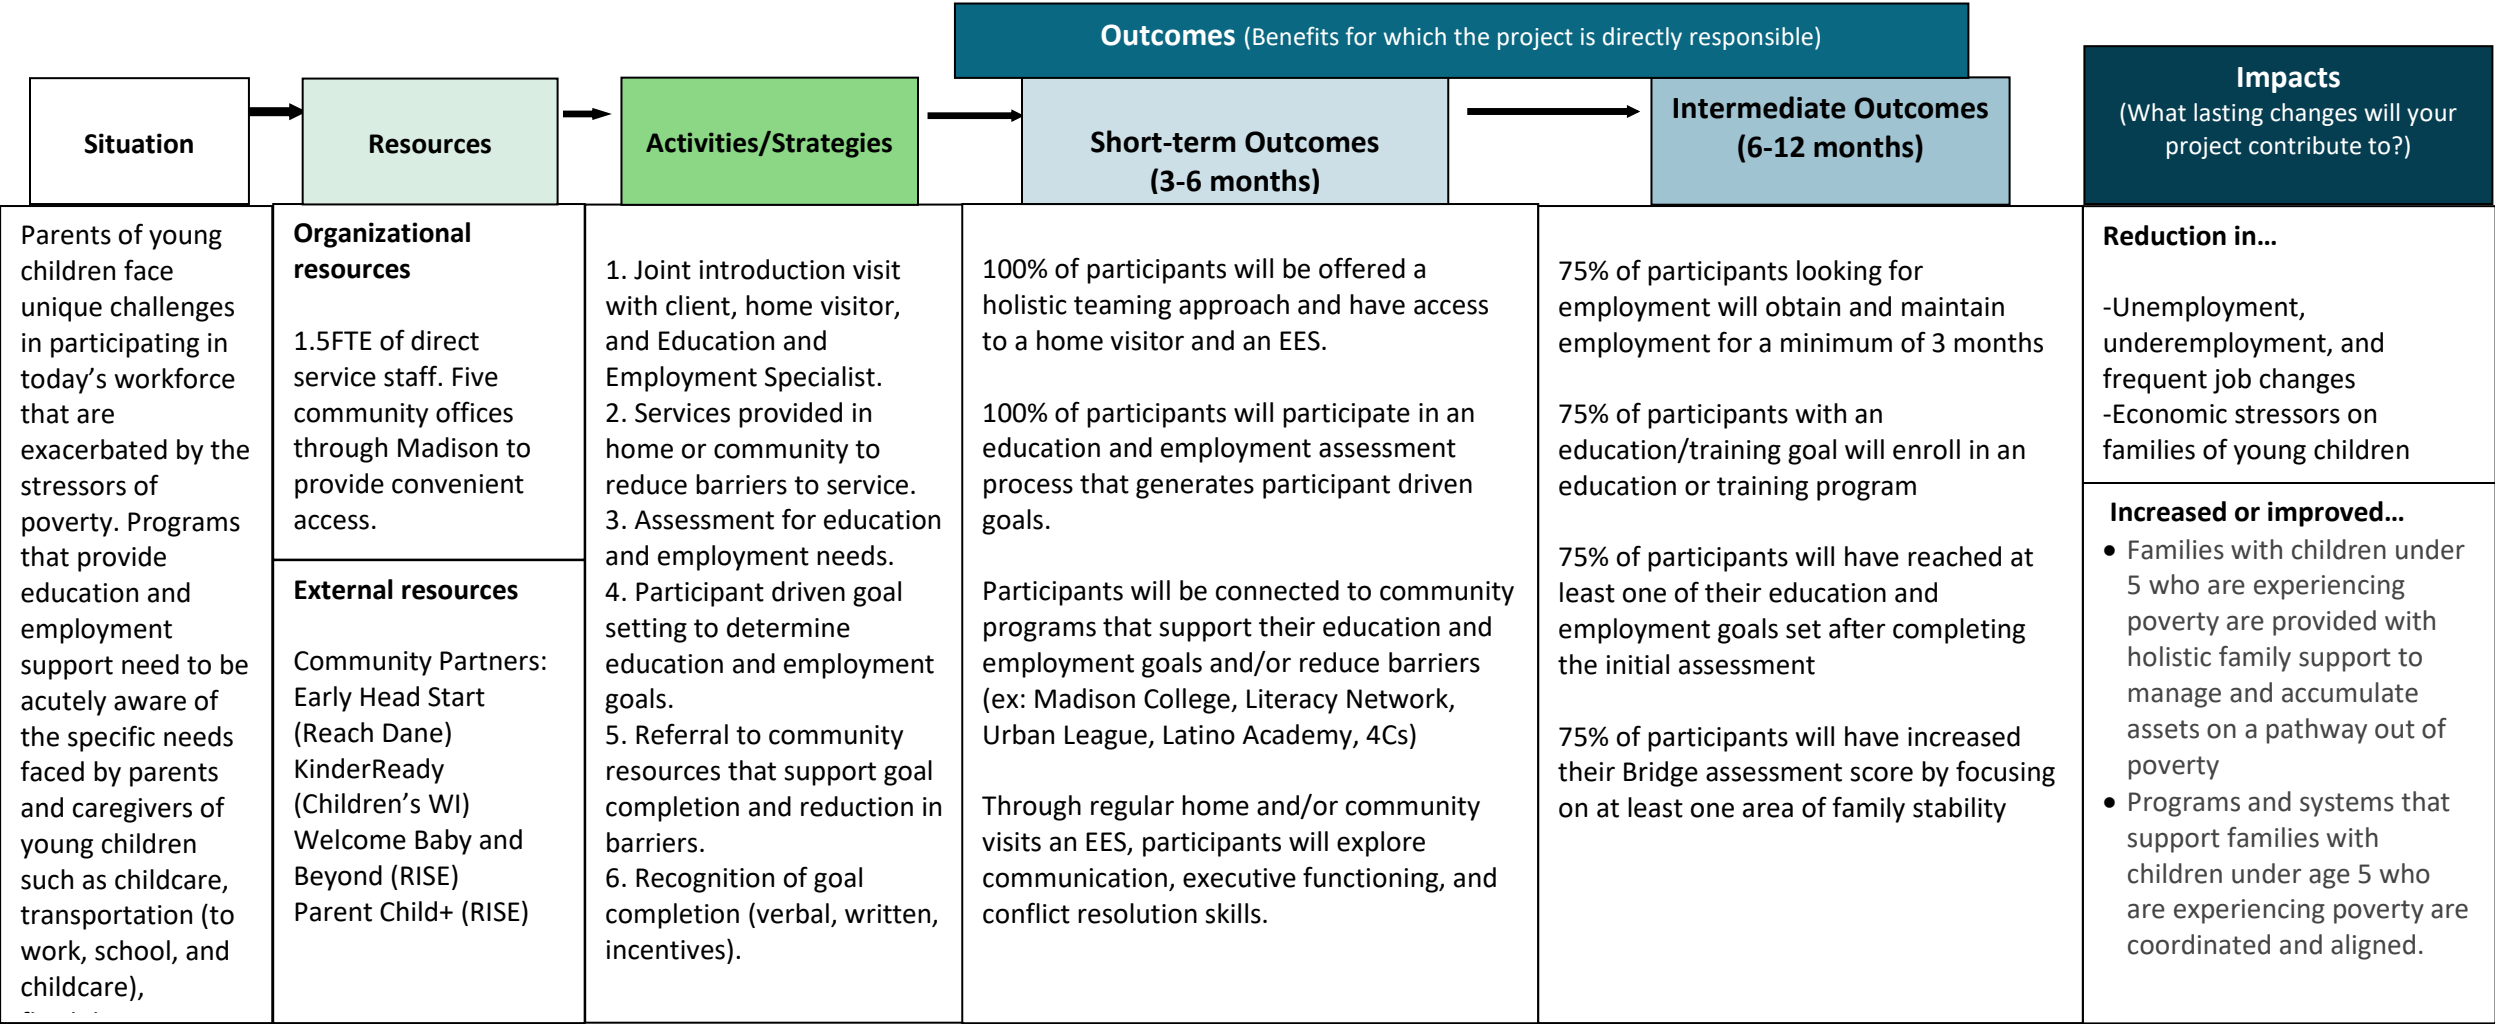 Outcomes (Benefits for which the project is directly responsible)
Situation
Resources
Activities/Strategies
Short-term Outcomes
(3-6 months)
Intermediate Outcomes
(6-12 months)
Impacts
(What lasting changes will your
project contribute to?)
Parents of young
children face
unique challenges
in participating in
today’s workforce
that are
exacerbated by the
stressors of
poverty. Programs
that provide
education and
employment
support need to be
acutely aware of
the specific needs
faced by parents
and caregivers of
young children
such as childcare,
transportation (to
work, school, and
childcare),
Organizational
resources
1.5FTE of direct
service staff. Five
community offices
through Madison to
provide convenient
access.
External resources
Community Partners:
Early Head Start
(Reach Dane)
KinderReady
(Children’s WI)
Welcome Baby and
Beyond (RISE)
Parent Child+ (RISE)
1. Joint introduction visit
with client, home visitor,
and Education and
Employment Specialist.
2. Services provided in
home or community to
reduce barriers to service.
3. Assessment for education
and employment needs.
4. Participant driven goal
setting to determine
education and employment
goals.
5. Referral to community
resources that support goal
completion and reduction in
barriers.
6. Recognition of goal
completion (verbal, written,
incentives).
100% of participants will be offered a
holistic teaming approach and have access
to a home visitor and an EES.
100% of participants will participate in an
education and employment assessment
process that generates participant driven
goals.
Participants will be connected to community
programs that support their education and
employment goals and/or reduce barriers
(ex: Madison College, Literacy Network,
Urban League, Latino Academy, 4Cs)
Through regular home and/or community
visits an EES, participants will explore
communication, executive functioning, and
conflict resolution skills.
75% of participants looking for
employment will obtain and maintain
employment for a minimum of 3 months
75% of participants with an
education/training goal will enroll in an
education or training program
75% of participants will have reached at
least one of their education and
employment goals set after completing
the initial assessment
75% of participants will have increased
their Bridge assessment score by focusing
on at least one area of family stability
Reduction in…
-Unemployment,
underemployment, and
frequent job changes
-Economic stressors on
families of young children
Increased or improved…
• Families with children under
5 who are experiencing
poverty are provided with
holistic family support to
manage and accumulate
assets on a pathway out of
poverty
• Programs and systems that
support families with
children under age 5 who
are experiencing poverty are
coordinated and aligned.